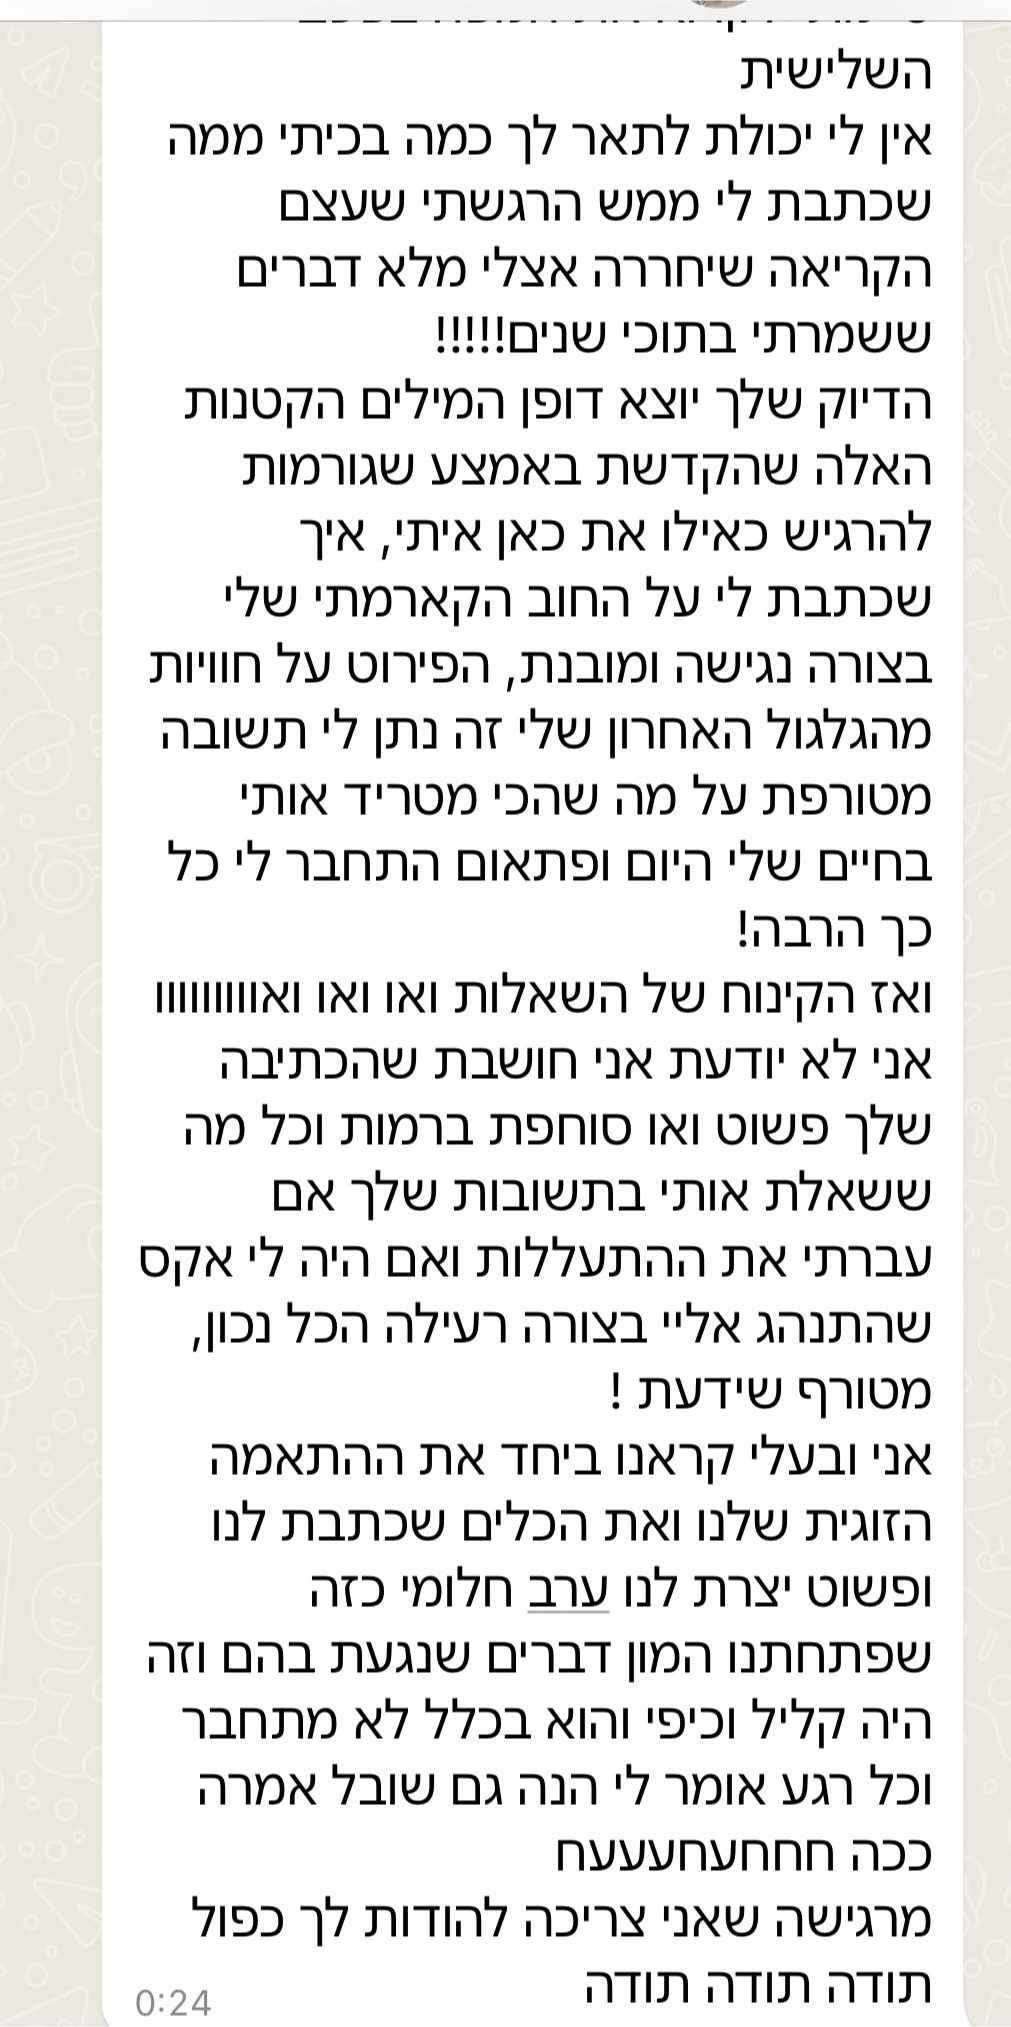 השלישית
אין לי יכולת לתאר לך כמה בכיתי ממה
שכתבת לי ממש הרגשתי שעצם
הקריאה שיחררה אצלי מלא דברים
ששמרתי בתוכי שנים!!!!!
הדיוק שלך יוצא דופן המילים הקטנות
האלה שהקדשת באמצע שגורמות
להרגיש כאילו את כאן איתי, איך
שכתבת לי על החוב הקארמתי שלי
בצורה נגישה ומובנת, הפירוט על חוויות
מהגלגול האחרון שלי זה נתן לי תשובה
מטורפת על מה שהכי מטריד אותי
בחיים שלי היום ופתאום התחבר לי כל
כך הרבה!
ואז הקינוח של השאלות ואו ואו ואווווווווו
אני לא יודעת אני חושבת שהכתיבה
שלך פשוט ואו סוחפת ברמות וכל מה
ששאלת אותי בתשובות שלך אם
עברתי את ההתעללות ואם היה לי אקס
שהתנהג אליי בצורה רעילה הכל נכון,
מטורף שידעת !
אני ובעלי קראנו ביחד את ההתאמה
הזוגית שלנו ואת הכלים שכתבת לנו
ופשוט יצרת לנו ערב חלומי כזה
שפתחתנו המון דברים שנגעת בהם וזה
היה קליל וכיפי והוא בכלל לא מתחבר
וכל רגע אומר לי הנה גם שובל אמרה
ככה חחחעחעעעח
מרגישה שאני צריכה להודות לך כפול
תודה תודה תודה
0:24